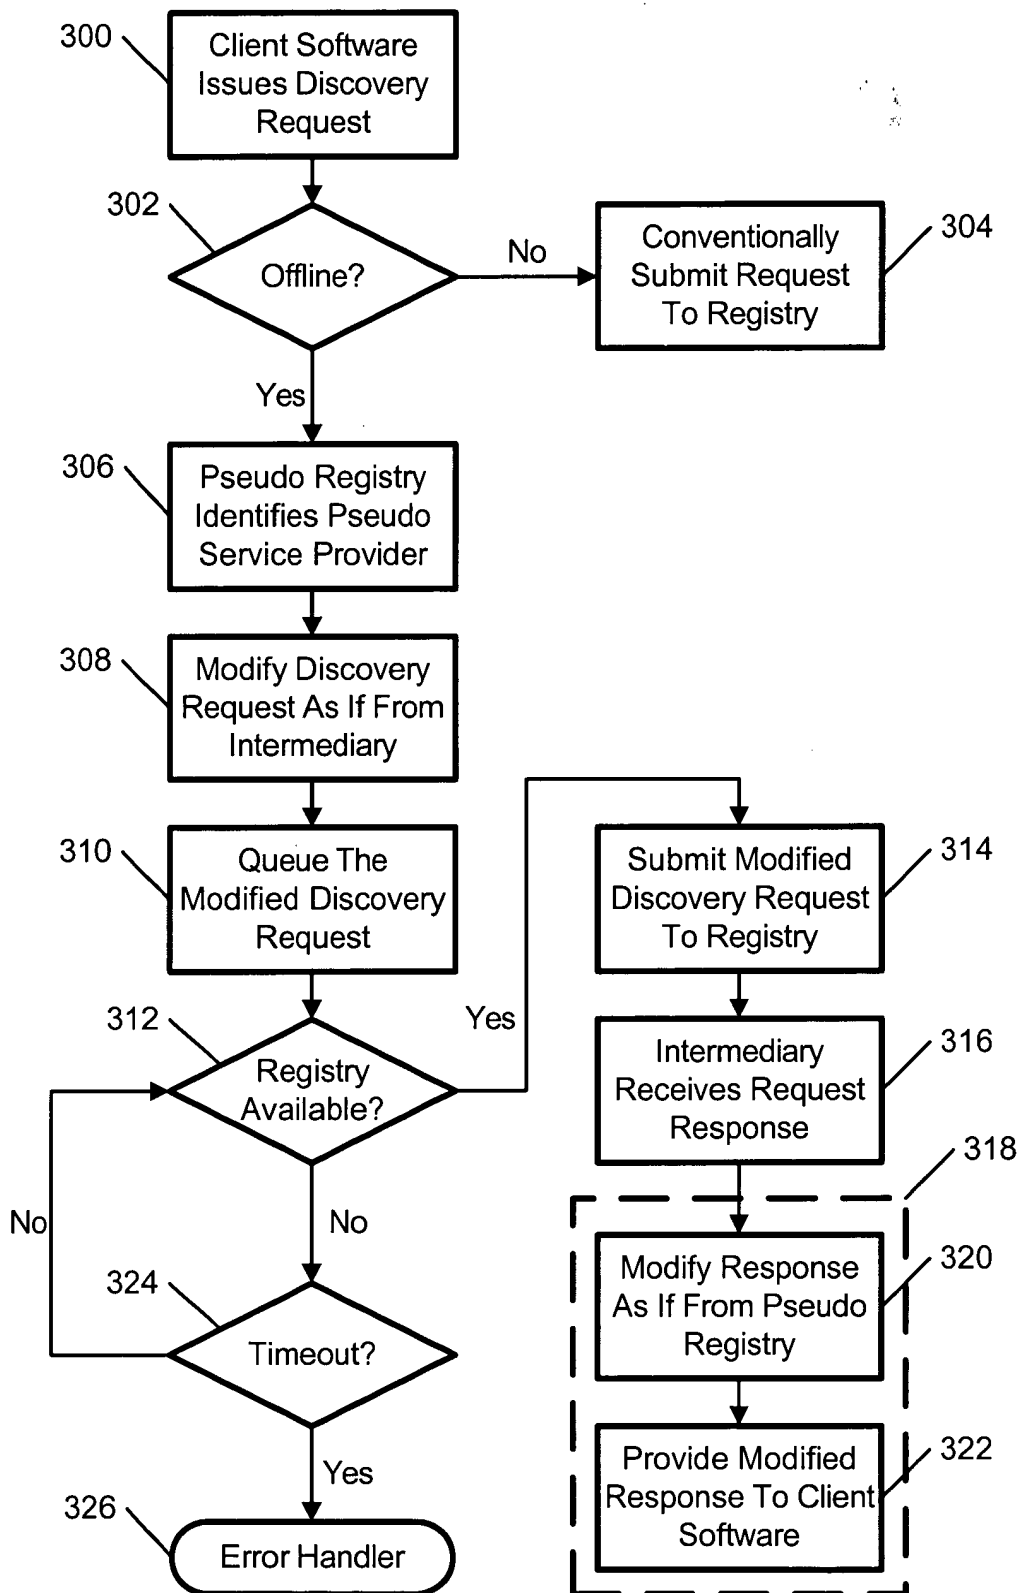 300
Client Software
Issues Discovery
Request
302
Offline?
No
Conventionally
Submit Request
To Registry
304
Yes
306
Pseudo Registry
Identifies Pseudo
Service Provider
308
Modify Discovery
Request As If From
Intermediary
310
Queue The
Modified Discovery
Request
312
Registry
Available?
Yes
No
324
Timeout?
No
Yes
326
Error Handler
Submit Modified
Discovery Request
To Registry
314
Intermediary
Receives Request
Response
316
318
Modify Response
As If From Pseudo
Registry
320
Provide Modified
Response To Client
Software
322